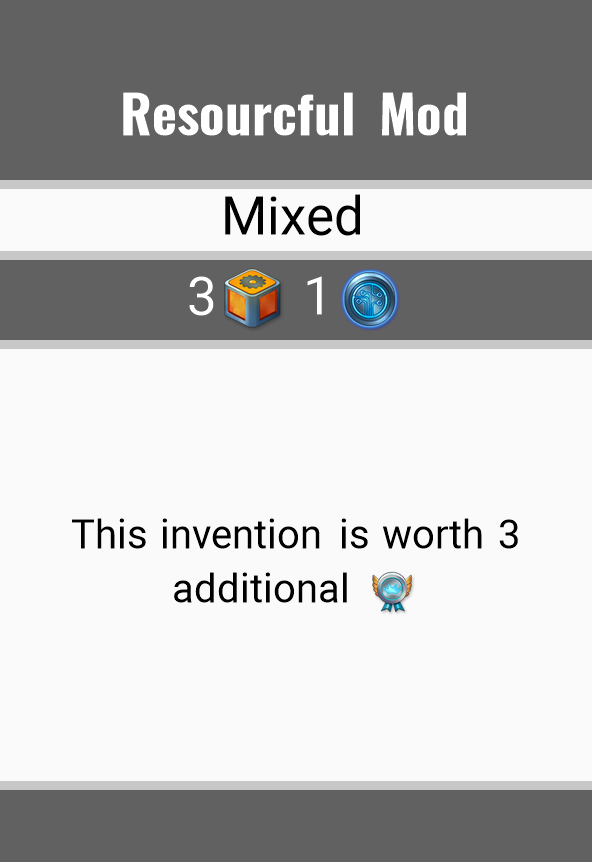 Resourcful Mod
Mixed
3 1
This invention is worth 3
additional